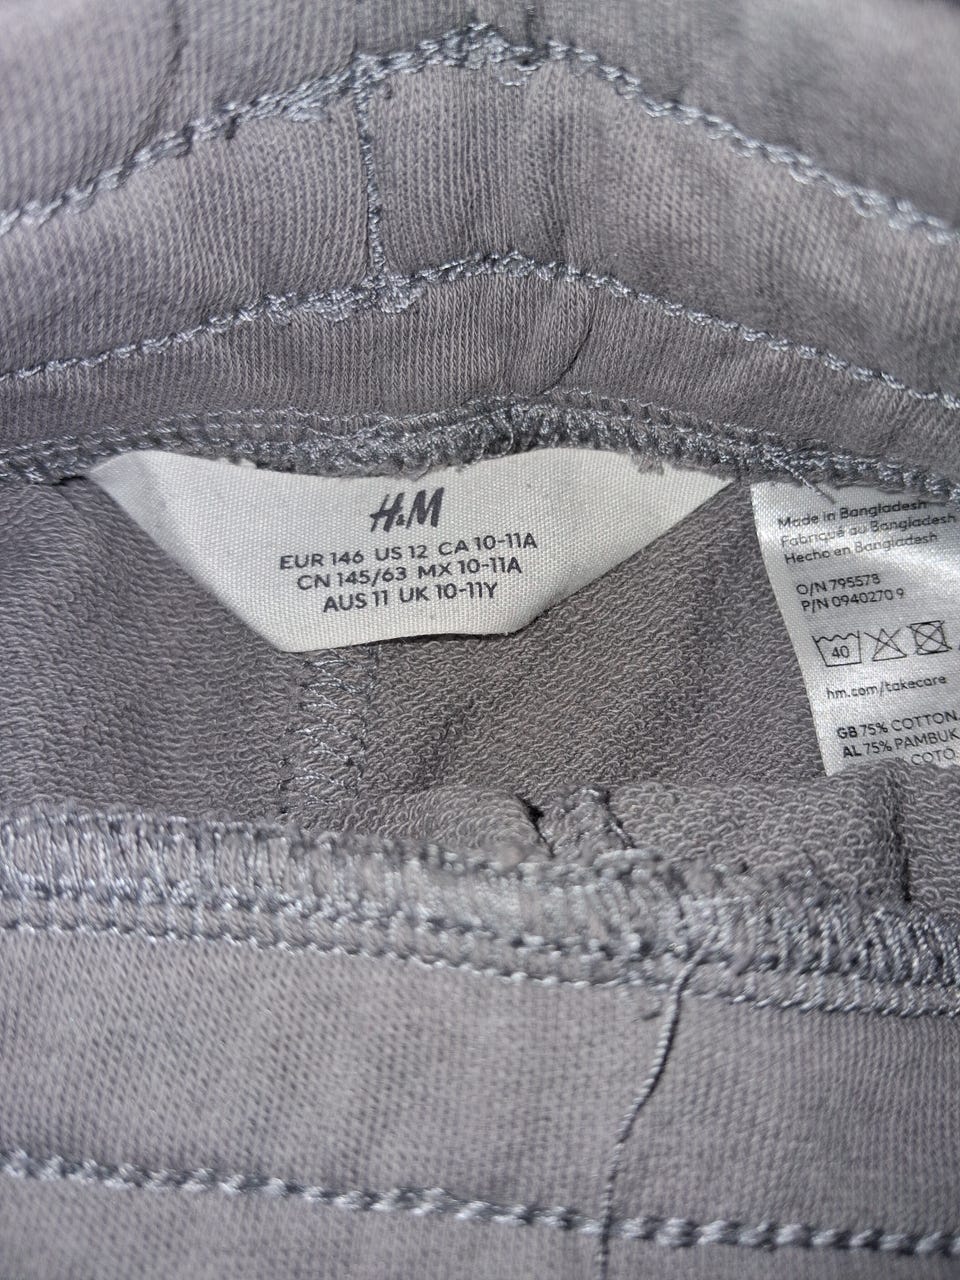 H&M
EUR 146 US 12 CA 10-11A
CN 145/63 MX 10-11A
AUS 11 UK 10-11Y
Made in Bangladesh
Fabriqué au Bangladesh
Hecho en Bangladesh
O/N 795578
P/N 0940270 9
40
hm.com/takecare
GB 75% COTTON
AL 75% PAMBUK
COTO